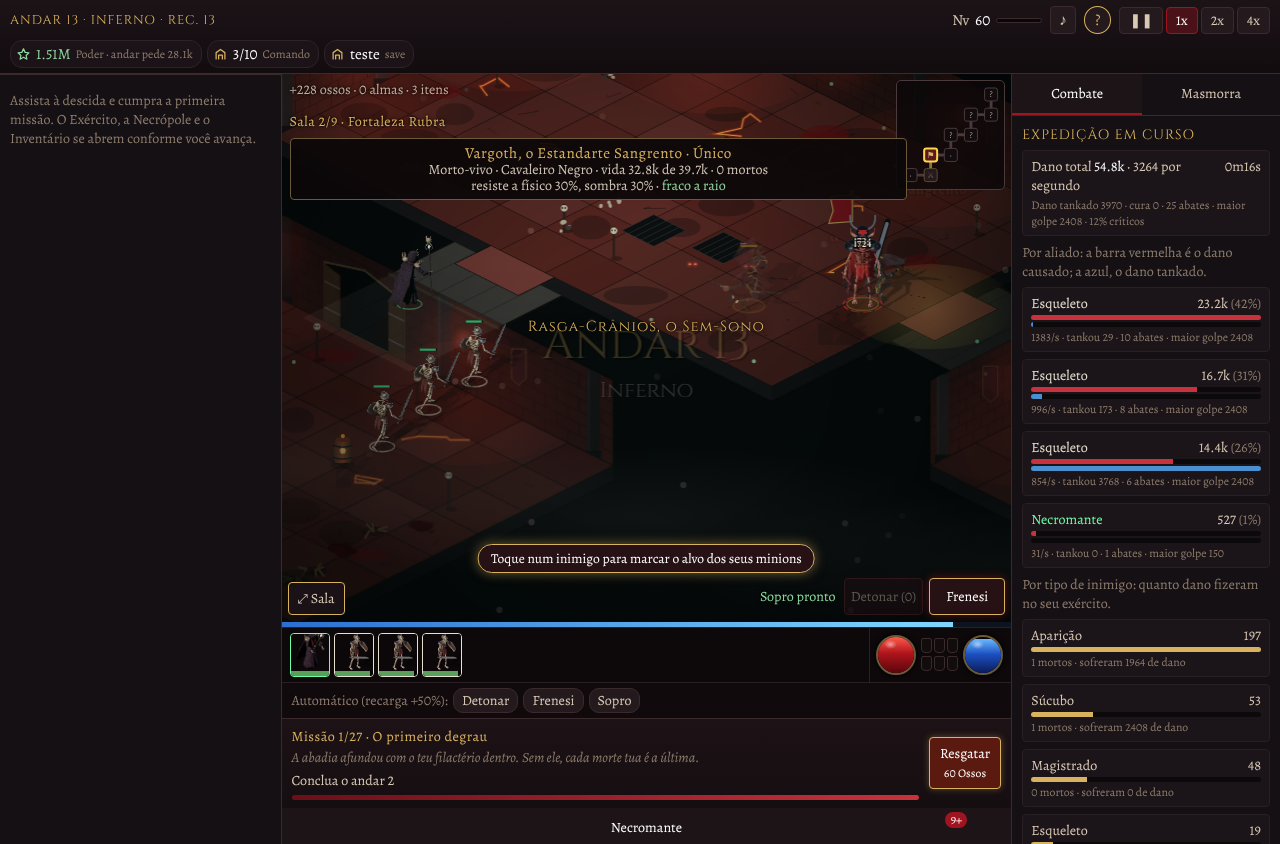 ANDAR 13 · INFERNO · REC. 13
Nv 60
♪
?
❚❚
1x
2x
4x
1.51M Poder · andar pede 28.1k
3/10 Comando
teste save
Assista à descida e cumpra a primeira
missão. O Exército, a Necrópole e o
Inventário se abrem conforme você avança.
+228 ossos · 0 almas · 3 itens
Sala 2/9 · Fortaleza Rubra
Vargoth, o Estandarte Sangrento · Único
Morto-vivo · Cavaleiro Negro · vida 32.8k de 39.7k · 0 mortos
resiste a físico 30%, sombra 30% · fraco a raio
1724
Rasga-Crânios, o Sem-Sono
ANDAR 13
Inferno
Toque num inimigo para marcar o alvo dos seus minions
⤢ Sala
Sopro pronto
Detonar (0)
Frenesi
Automático (recarga +50%):
Detonar
Frenesi
Sopro
Missão 1/27 · O primeiro degrau
A abadia afundou com o teu filactério dentro. Sem ele, cada morte tua é a última.
Conclua o andar 2
Resgatar
60 Ossos
Necromante
9+
Combate
Masmorra
EXPEDIÇÃO EM CURSO
Dano total 54.8k · 3264 por
segundo
0m16s
Dano tankado 3970 · cura 0 · 25 abates · maior
golpe 2408 · 12% críticos
Por aliado: a barra vermelha é o dano
causado; a azul, o dano tankado.
Esqueleto 23.2k (42%)
1383/s · tankou 29 · 10 abates · maior golpe 2408
Esqueleto 16.7k (31%)
996/s · tankou 173 · 8 abates · maior golpe 2408
Esqueleto 14.4k (26%)
854/s · tankou 3768 · 6 abates · maior golpe 2408
Necromante 527 (1%)
31/s · tankou 0 · 1 abates · maior golpe 150
Por tipo de inimigo: quanto dano fizeram
no seu exército.
Aparição 197
1 mortos · sofreram 1964 de dano
Súcubo 53
1 mortos · sofreram 2408 de dano
Magistrado 48
0 mortos · sofreram 0 de dano
Esqueleto 19